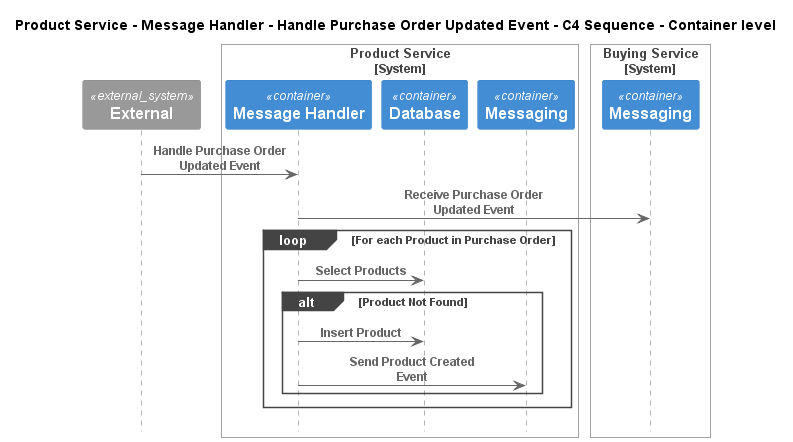 Product Service - Message Handler - Handle Purchase Order Updated Event - C4 Sequence - Container level
Product Service
[System]
Buying Service
[System]
«external_system»
External
«container»
Message Handler
«container»
Database
«container»
Messaging
«container»
Messaging
Handle Purchase Order
Updated Event
Receive Purchase Order
Updated Event
loop [For each Product in Purchase Order]
Select Products
alt [Product Not Found]
Insert Product
Send Product Created
Event